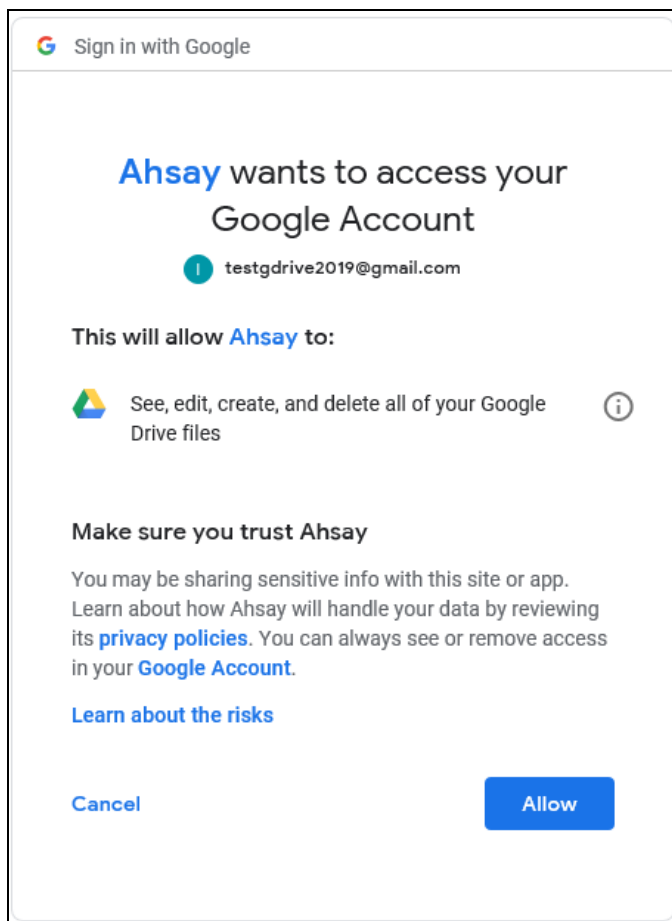 Sign in with Google
Ahsay wants to access your
Google Account
I testgdrive2019@gmail.com
This will allow Ahsay to:
See, edit, create, and delete all of your Google
Drive files
Make sure you trust Ahsay
You may be sharing sensitive info with this site or app.
Learn about how Ahsay will handle your data by reviewing
its privacy policies. You can always see or remove access
in your Google Account.
Learn about the risks
Cancel Allow